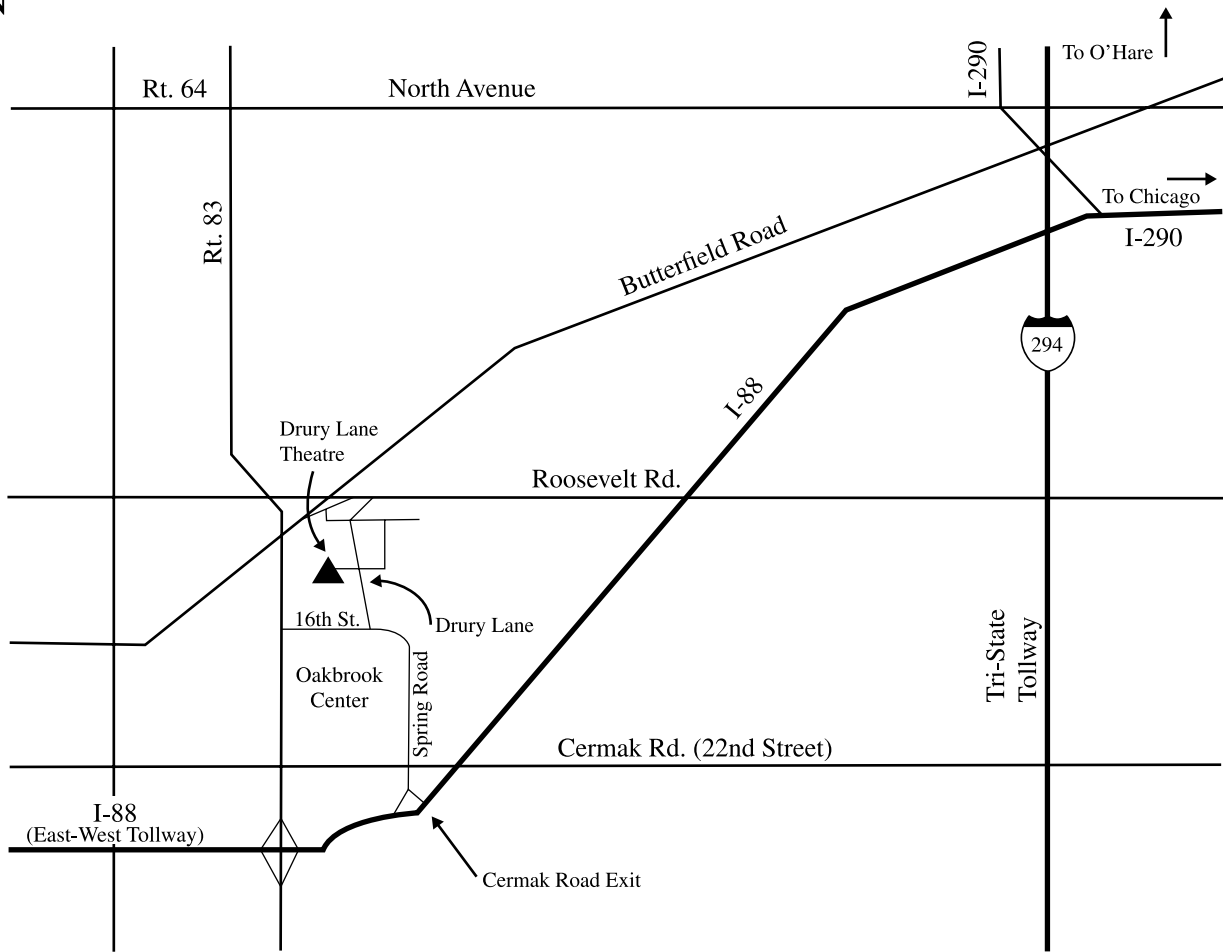 N
To O'Hare
I-290
Rt. 64
North Avenue
To Chicago
Rt. 83
I-290
Butterfield Road
294
I-88
Drury Lane
Theatre
Roosevelt Rd.
16th St.
Drury Lane
Tri-State
Tollway
Oakbrook
Center
Spring Road
Cermak Rd. (22nd Street)
I-88
(East-West Tollway)
Cermak Road Exit